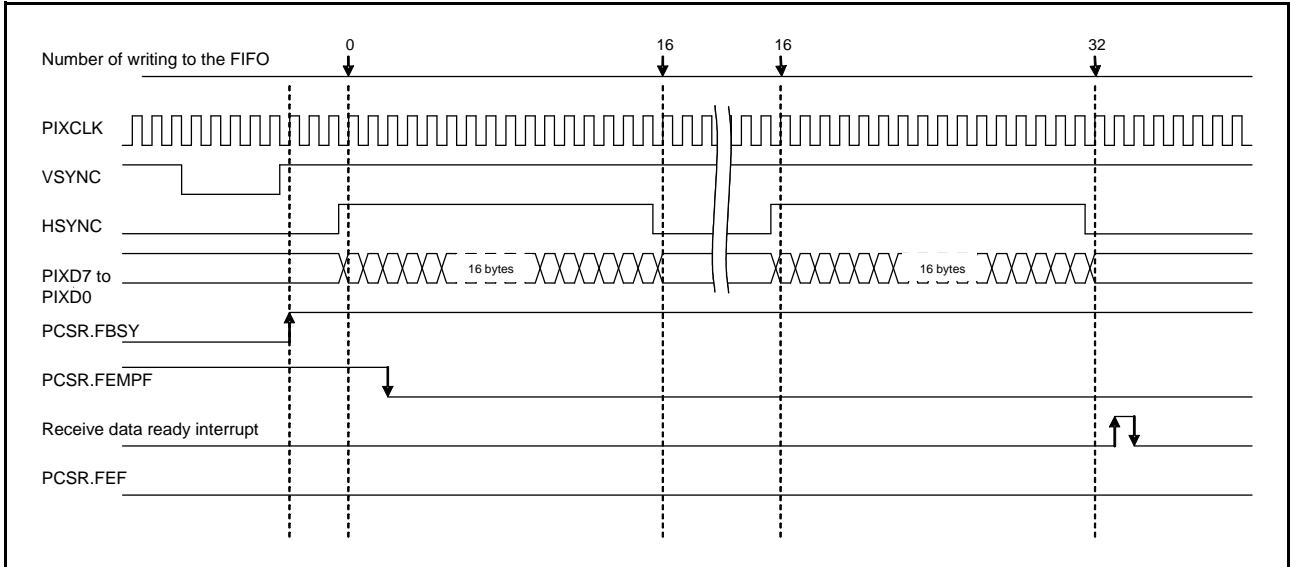 0 16 16 32
Number of writing to the FIFO
PIXCLK
VSYNC
HSYNC
PIXD7 to
PIXD0
16 bytes 16 bytes
PCSR.FBSY
PCSR.FEMPF
Receive data ready interrupt
PCSR.FEF